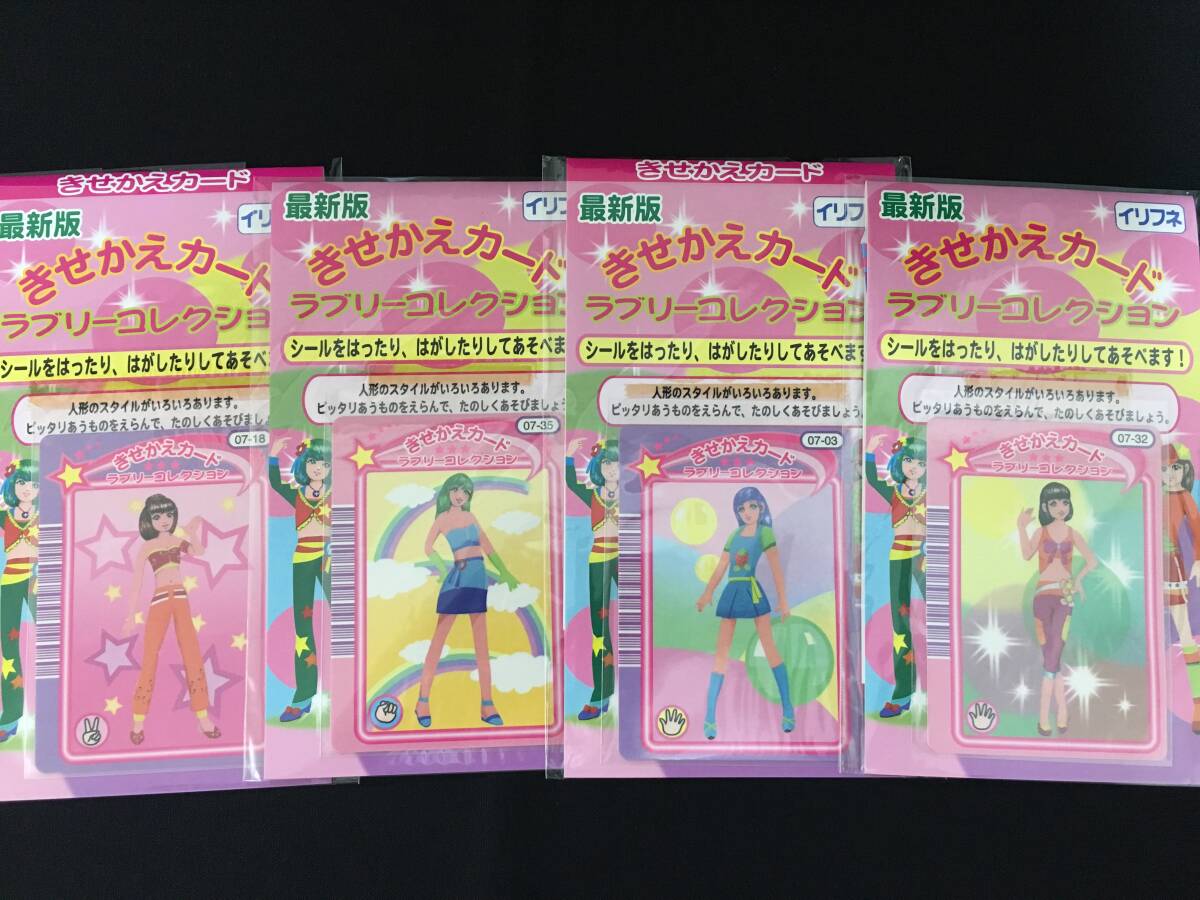 きせかえカード
最新版
イリ
きせかえカード
ラブリーコレクション
シールをはったり、はがしたりしてあそべま
人形のスタイルがいろいろあります。
ピッタリあうものをえらんで、たのしくあそびましょ
07-18
きせかえカード
ラブリーコレクション
最新版
イリフ
きせかえカード
ラブリーコレクション
シールをはったり、はがしたりしてあそべます
人形のスタイルがいろいろあります。
ピッタリあうものをえらんで、たのしくあそびましょ
07-35
きせかえカード
ラブリーコレクション
きせかえカード
最新版
イリフ
きせかえカード
ラブリーコレクション
シールをはったり、はがしたりしてあそべます
人形のスタイルがいろいろあります。
ピッタリあうものをえらんで、たのしくあそびましょう。
07-03
きせかえカード
ラブリーコレクション
最新版
イリフネ
きせかえカード
ラブリーコレクション
シールをはったり、はがしたりしてあそべます！
人形のスタイルがいろいろあります。
ピッタリあうものをえらんで、たのしくあそびましょう。
07-32
きせかえカード
ラブリーコレクション